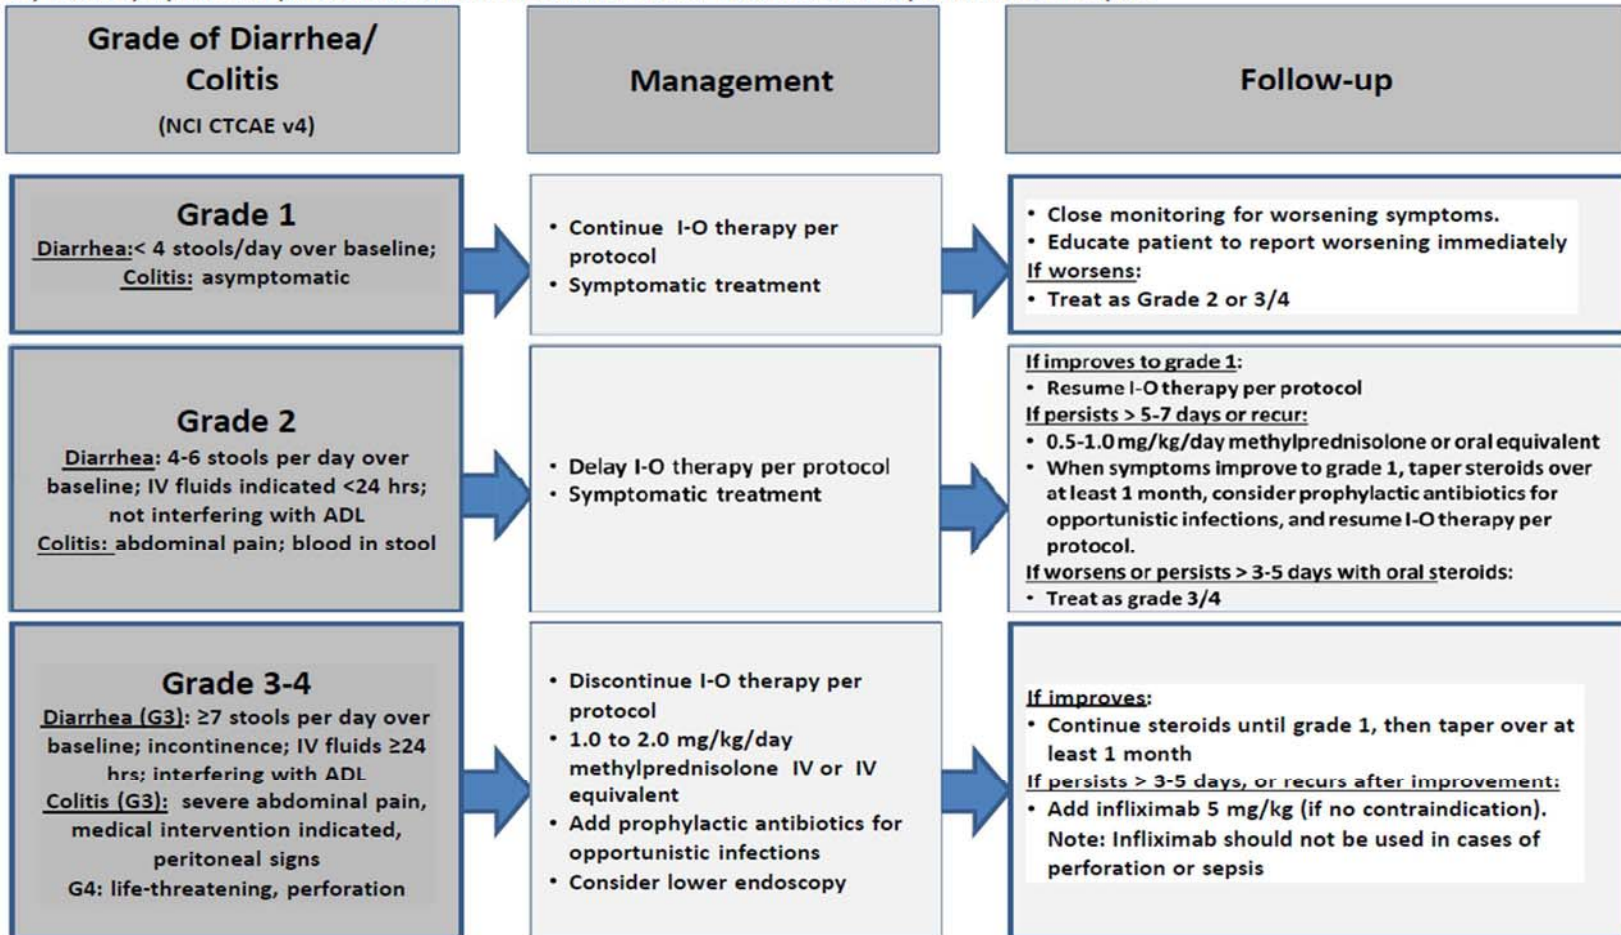 Grade of Diarrhea/
Colitis
(NCI CTCAE v4)
Management
Follow-up
Grade 1
Diarrhea:< 4 stools/day over baseline;
Colitis: asymptomatic
• Continue I-O therapy per
protocol
• Symptomatic treatment
• Close monitoring for worsening symptoms.
• Educate patient to report worsening immediately
If worsens:
• Treat as Grade 2 or 3/4
Grade 2
Diarrhea: 4-6 stools per day over
baseline; IV fluids indicated <24 hrs;
not interfering with ADL
Colitis: abdominal pain; blood in stool
• Delay I-O therapy per protocol
• Symptomatic treatment
If improves to grade 1:
• Resume I-O therapy per protocol
If persists > 5-7 days or recur:
• 0.5-1.0 mg/kg/day methylprednisolone or oral equivalent
• When symptoms improve to grade 1, taper steroids over
at least 1 month, consider prophylactic antibiotics for
opportunistic infections, and resume I-O therapy per
protocol.
If worsens or persists > 3-5 days with oral steroids:
• Treat as grade 3/4
Grade 3-4
Diarrhea (G3): ≥7 stools per day over
baseline; incontinence; IV fluids ≥24
hrs; interfering with ADL
Colitis (G3): severe abdominal pain,
medical intervention indicated,
peritoneal signs
G4: life-threatening, perforation
• Discontinue I-O therapy per
protocol
• 1.0 to 2.0 mg/kg/day
methylprednisolone IV or IV
equivalent
• Add prophylactic antibiotics for
opportunistic infections
• Consider lower endoscopy
If improves:
• Continue steroids until grade 1, then taper over at
least 1 month
If persists > 3-5 days, or recurs after improvement:
• Add infliximab 5 mg/kg (if no contraindication).
Note: Infliximab should not be used in cases of
perforation or sepsis